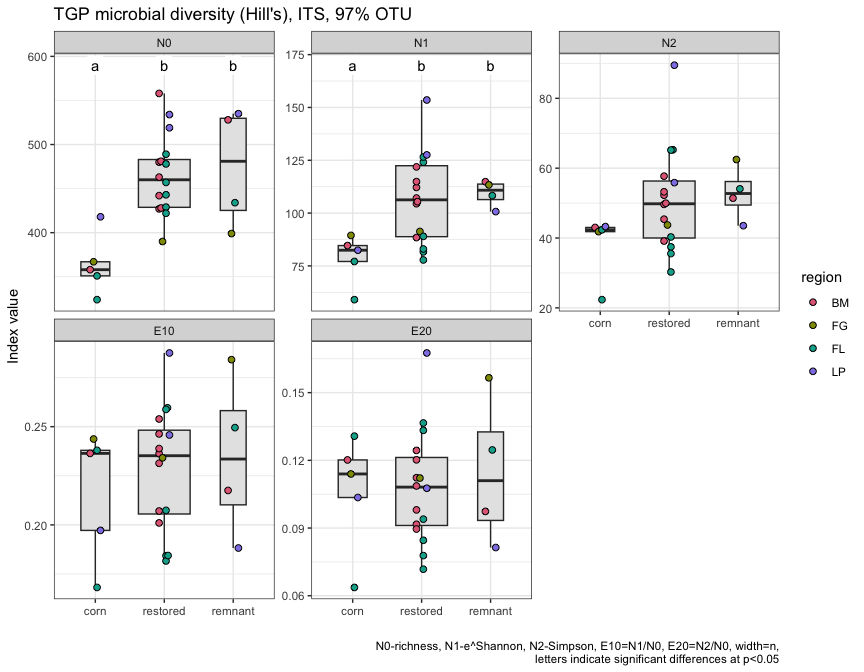 TGP microbial diversity (Hill's), ITS, 97% OTU
N0
N1
N2
600
500
400
a b b
175
150
125
100
75
a b b
80
60
40
20
corn restored remnant
Index value
region
BM
FG
FL
LP
E10
E20
0.25
0.20
corn restored remnant
0.15
0.12
0.09
0.06
corn restored remnant
N0-richness, N1-e^Shannon, N2-Simpson, E10=N1/N0, E20=N2/N0, width=n,
letters indicate significant differences at p<0.05